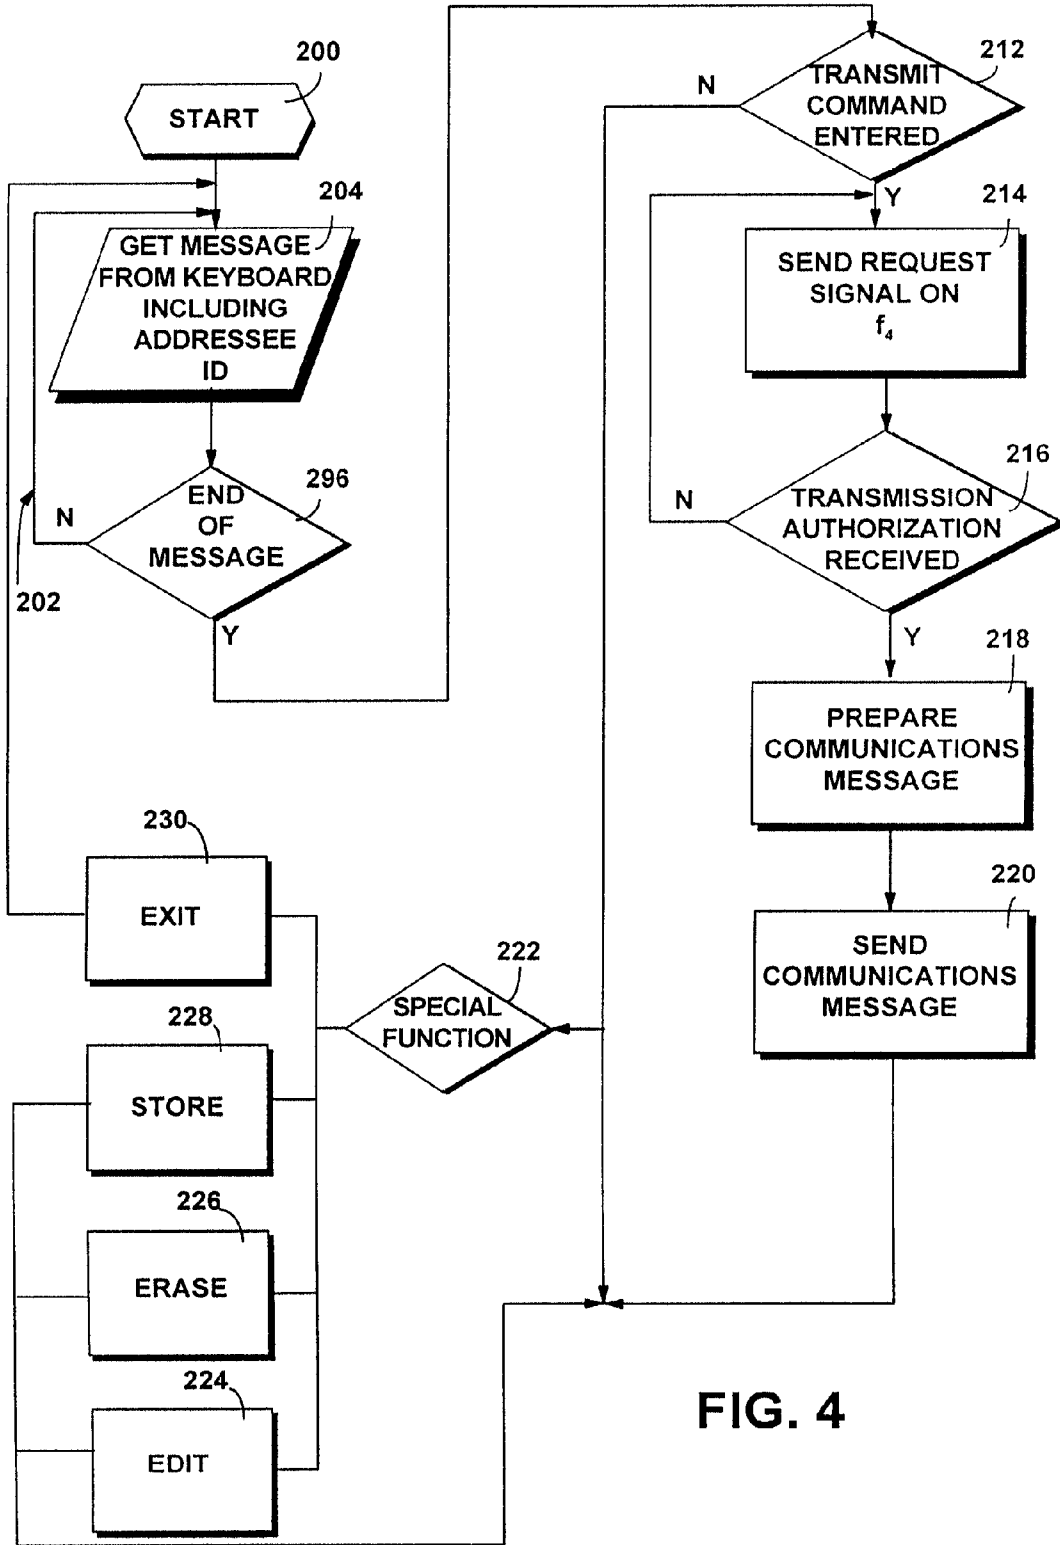 200
START
204
GET MESSAGE
FROM KEYBOARD
INCLUDING
ADDRESSEE
ID
296
END
OF
MESSAGE
N
202
Y
212
TRANSMIT
COMMAND
ENTERED
N
Y
214
SEND REQUEST
SIGNAL ON
f₄
216
TRANSMISSION
AUTHORIZATION
RECEIVED
N
Y
218
PREPARE
COMMUNICATIONS
MESSAGE
220
SEND
COMMUNICATIONS
MESSAGE
222
SPECIAL
FUNCTION
230
EXIT
228
STORE
226
ERASE
224
EDIT
FIG. 4